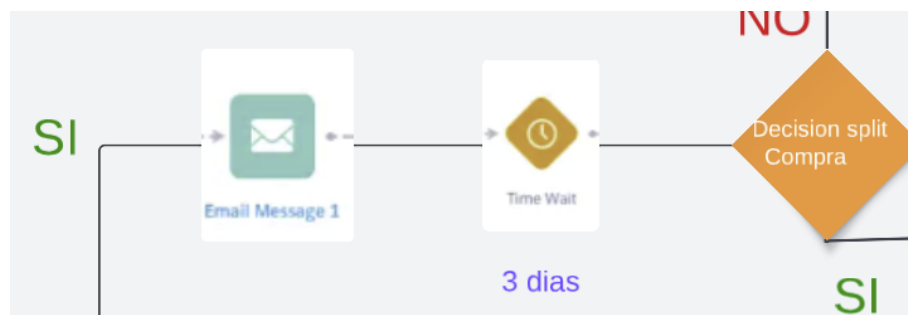 NO
SI
Email Message 1
Time Wait
3 dias
Decision split
Compra
SI